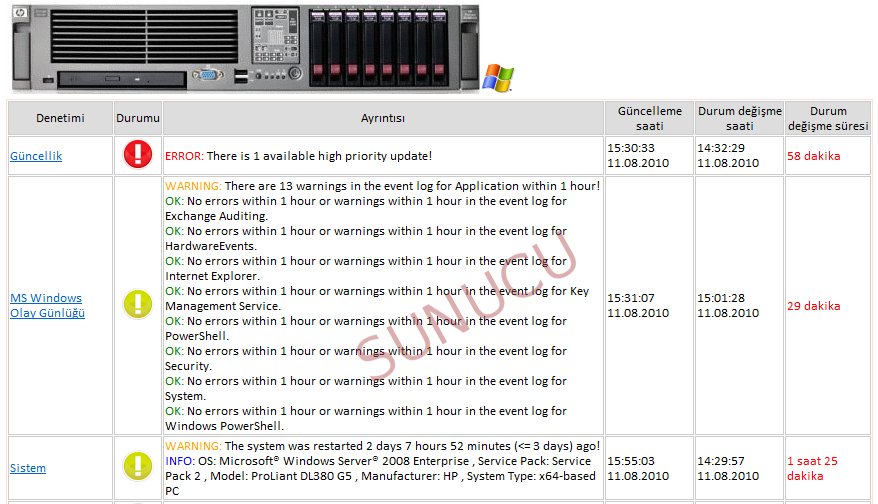 hp
Denetimi Durumu Ayrıntısı Güncelleme saati Durum değişme saati Durum değişme süresi
Güncellik ERROR: There is 1 available high priority update! 15:30:33 11.08.2010 14:32:29 11.08.2010 58 dakika
MS Windows Olay Günlüğü
WARNING: There are 13 warnings in the event log for Application within 1 hour!
OK: No errors within 1 hour or warnings within 1 hour in the event log for
Exchange Auditing.
OK: No errors within 1 hour or warnings within 1 hour in the event log for
HardwareEvents.
OK: No errors within 1 hour or warnings within 1 hour in the event log for
Internet Explorer.
OK: No errors within 1 hour or warnings within 1 hour in the event log for Key
Management Service.
OK: No errors within 1 hour or warnings within 1 hour in the event log for
PowerShell.
OK: No errors within 1 hour or warnings within 1 hour in the event log for
Security.
OK: No errors within 1 hour or warnings within 1 hour in the event log for
System.
OK: No errors within 1 hour or warnings within 1 hour in the event log for
Windows PowerShell.
15:31:07 11.08.2010 15:01:28 11.08.2010 29 dakika
SUNUCU
Sistem
WARNING: The system was restarted 2 days 7 hours 52 minutes (<= 3 days) ago!
INFO: OS: Microsoft® Windows Server® 2008 Enterprise , Service Pack: Service
Pack 2 , Model: ProLiant DL380 G5 , Manufacturer: HP , System Type: x64-based
PC
15:55:03 11.08.2010 14:29:57 11.08.2010 1 saat 25 dakika